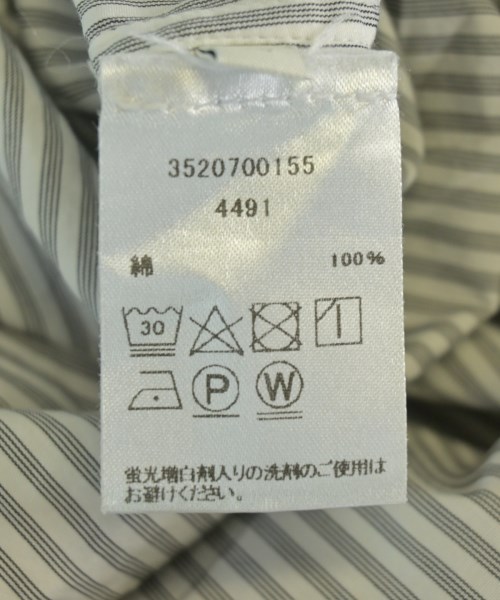 3520700155
4491
綿 100%
30
P W
蛍光増白剤入りの洗剤のご使用は
お避けください。